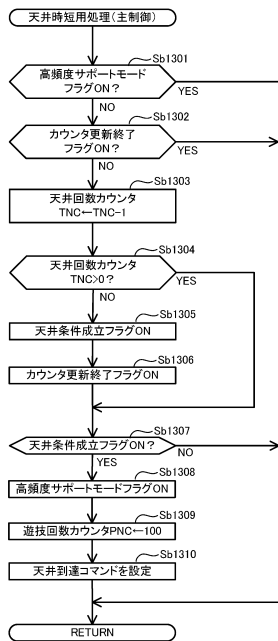 天井時短用処理(主制御)
Sb1301
高頻度サポートモード
フラグON?
YES
NO
Sb1302
カウンタ更新終了
フラグON?
YES
NO
Sb1303
天井回数カウンタ
TNC←TNC-1
Sb1304
天井回数カウンタ
TNC>0?
YES
NO
Sb1305
天井条件成立フラグON
Sb1306
カウンタ更新終了フラグON
Sb1307
天井条件成立フラグON?
NO
YES
Sb1308
高頻度サポートモードフラグON
Sb1309
遊技回数カウンタPNC←100
Sb1310
天井到達コマンドを設定
RETURN